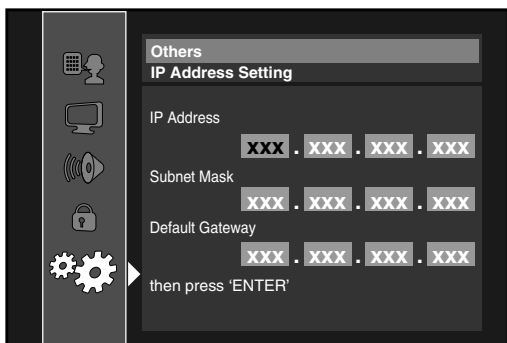 Others
IP Address Setting
IP Address
xxx . xxx . xxx . xxx
Subnet Mask
xxx . xxx . xxx . xxx
Default Gateway
xxx . xxx . xxx . xxx
then press ‘ENTER’